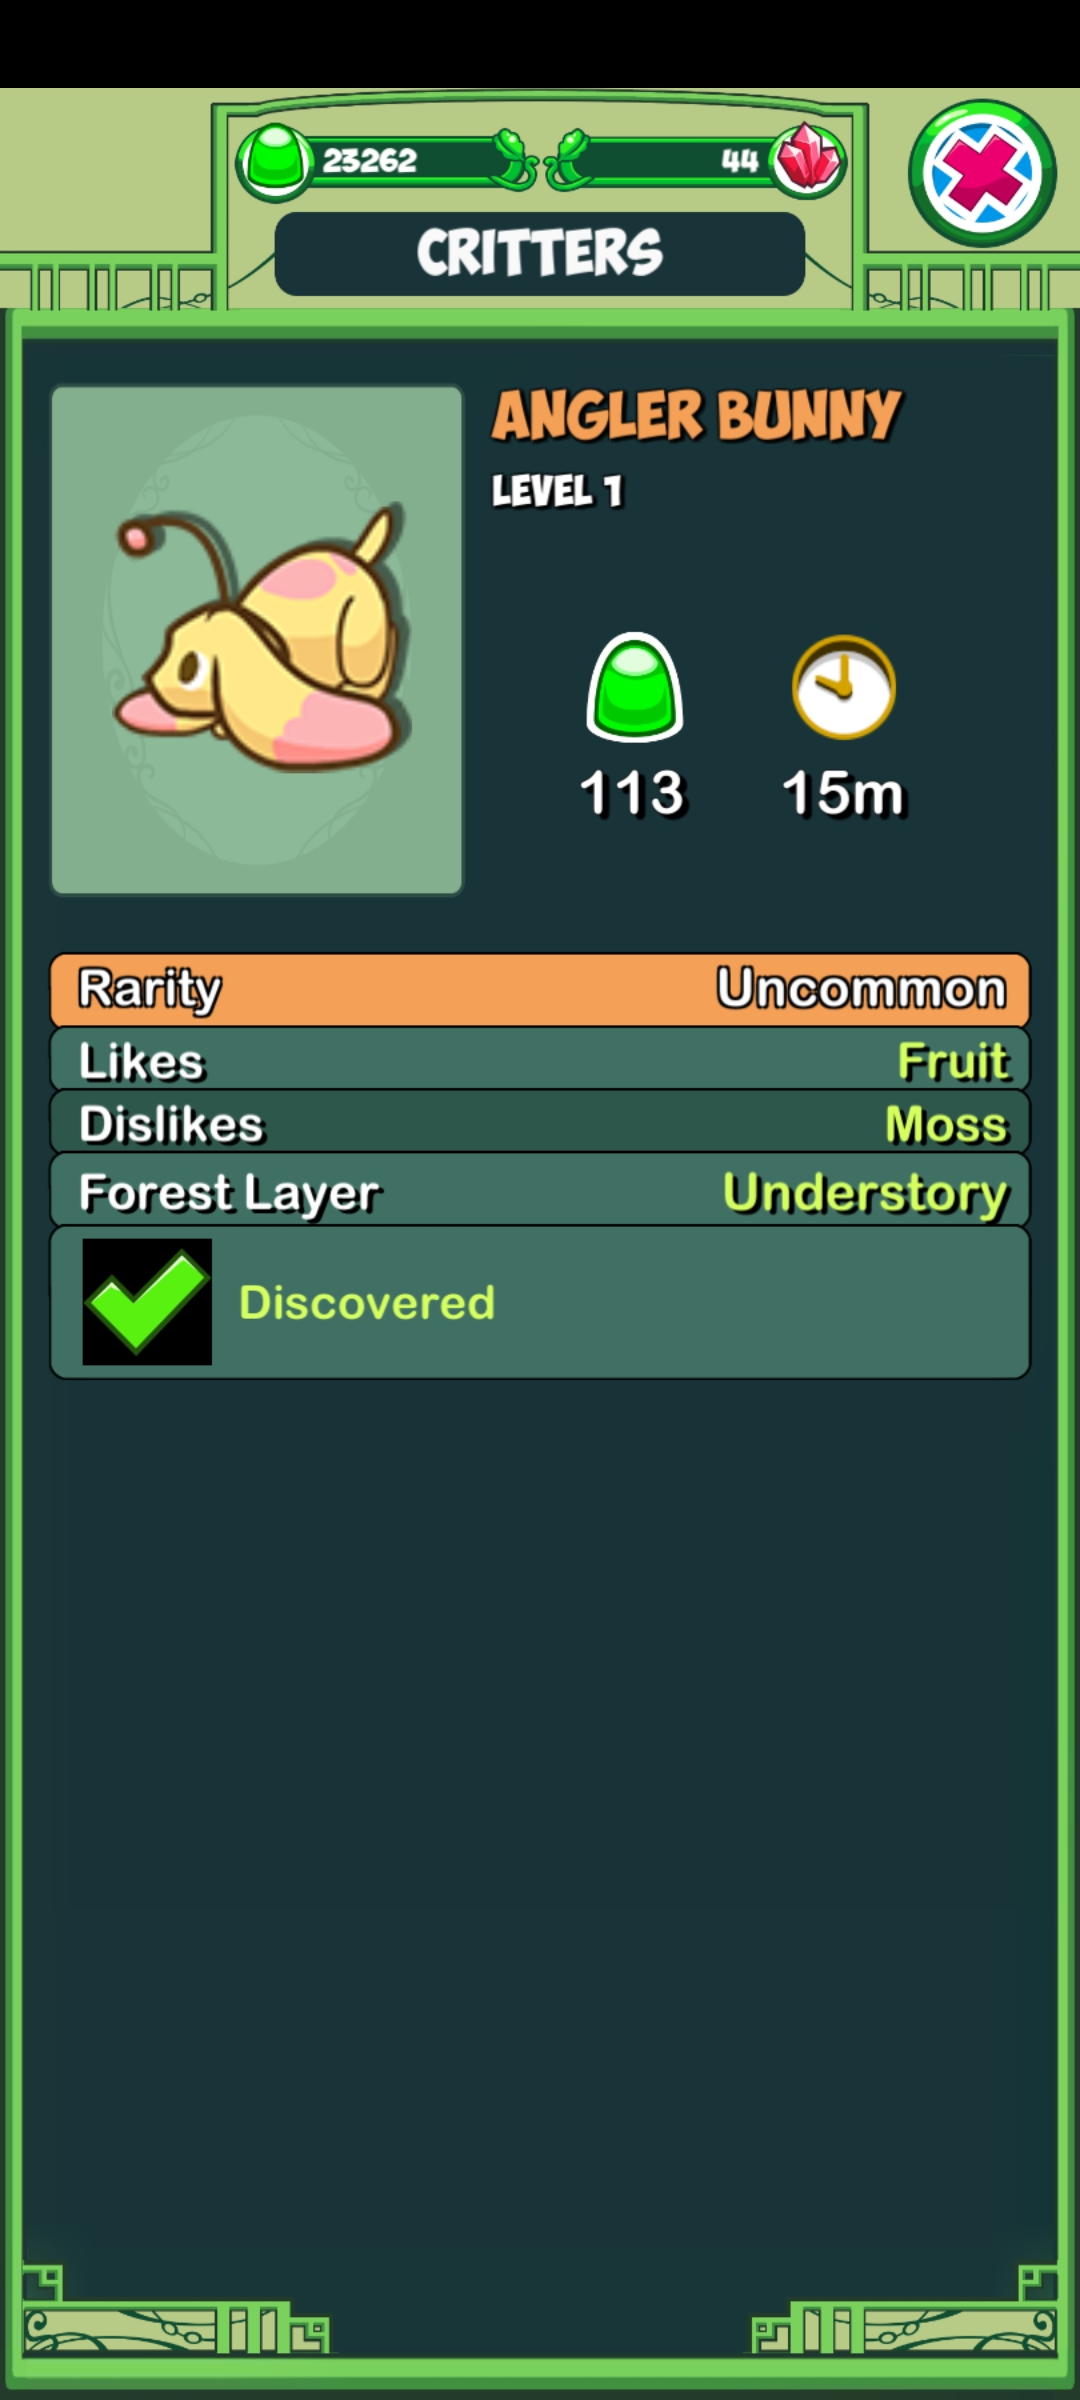 23262
44
CRITTERS
ANGLER BUNNY
LEVEL 1
113
15m
Rarity Uncommon
Likes Fruit
Dislikes Moss
Forest Layer Understory
Discovered